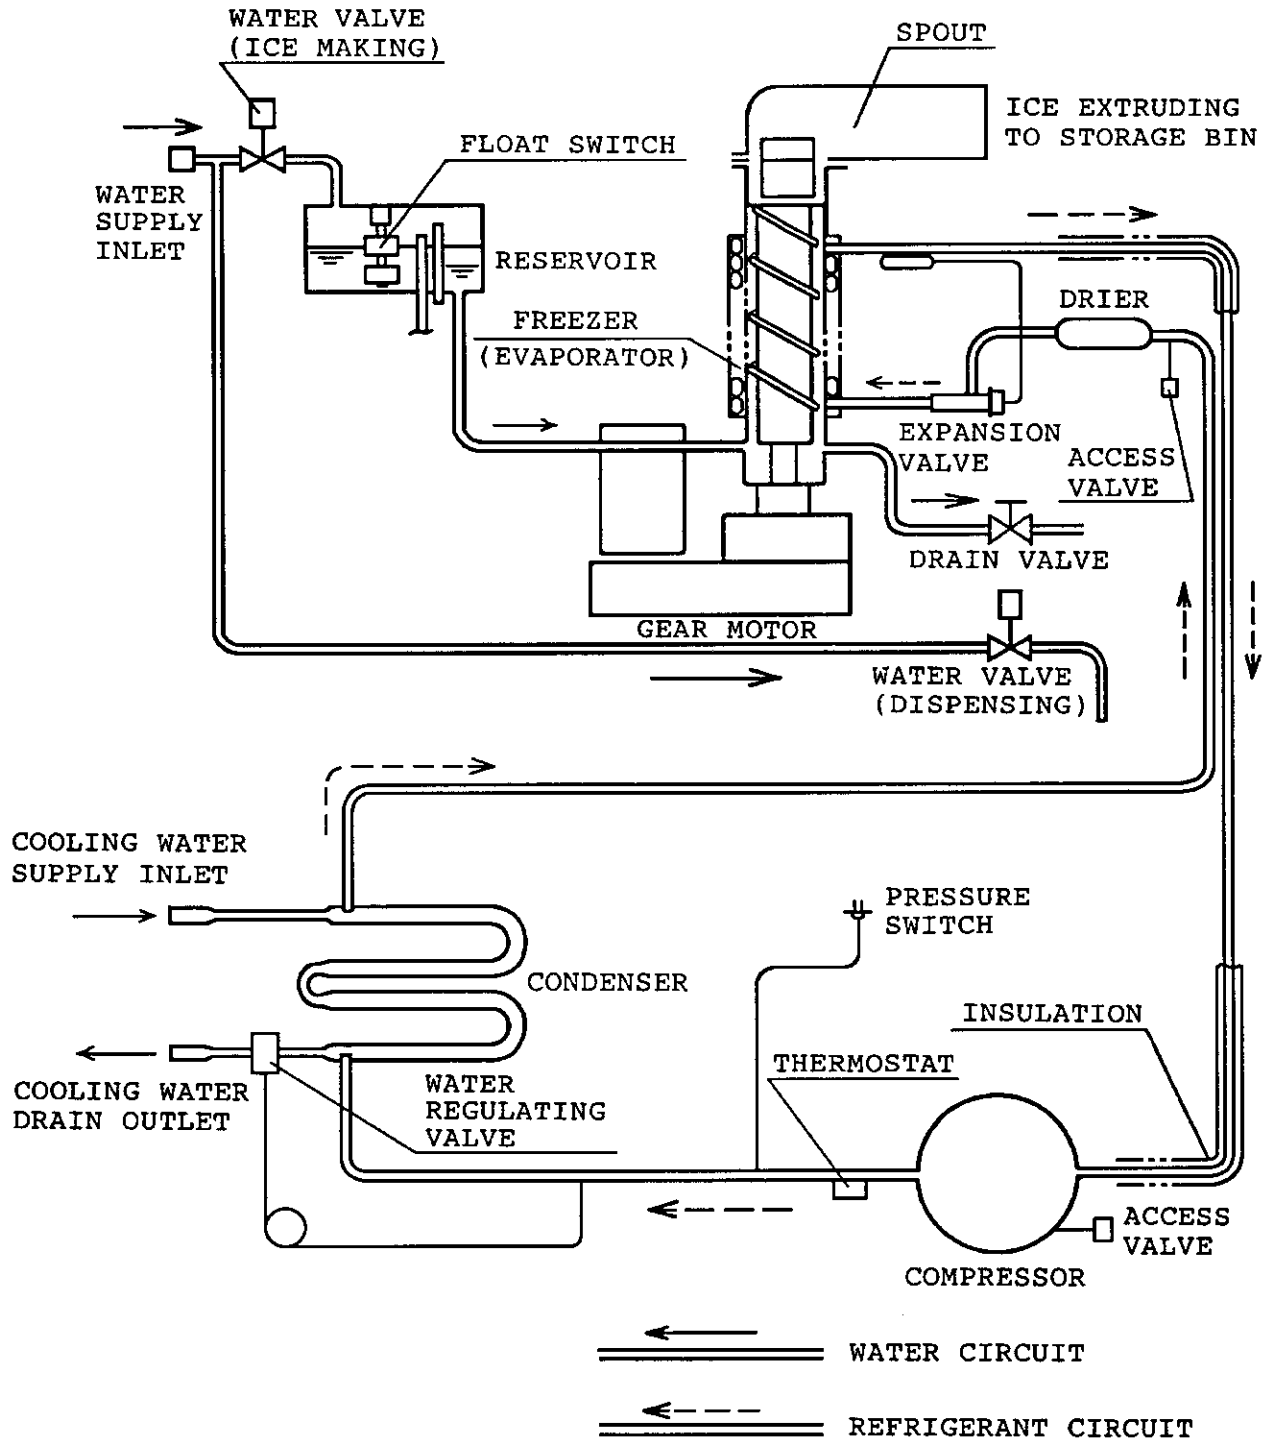 WATER VALVE
(ICE MAKING)
SPOUT
ICE EXTRUDING
TO STORAGE BIN
FLOAT SWITCH
WATER
SUPPLY
INLET
RESERVOIR
DRIER
FREEZER
(EVAPORATOR)
EXPANSION
VALVE
ACCESS
VALVE
DRAIN VALVE
GEAR MOTOR
WATER VALVE
(DISPENSING)
COOLING WATER
SUPPLY INLET
PRESSURE
SWITCH
CONDENSER
INSULATION
THERMOSTAT
COOLING WATER
DRAIN OUTLET
WATER
REGULATING
VALVE
ACCESS
VALVE
COMPRESSOR
WATER CIRCUIT
REFRIGERANT CIRCUIT